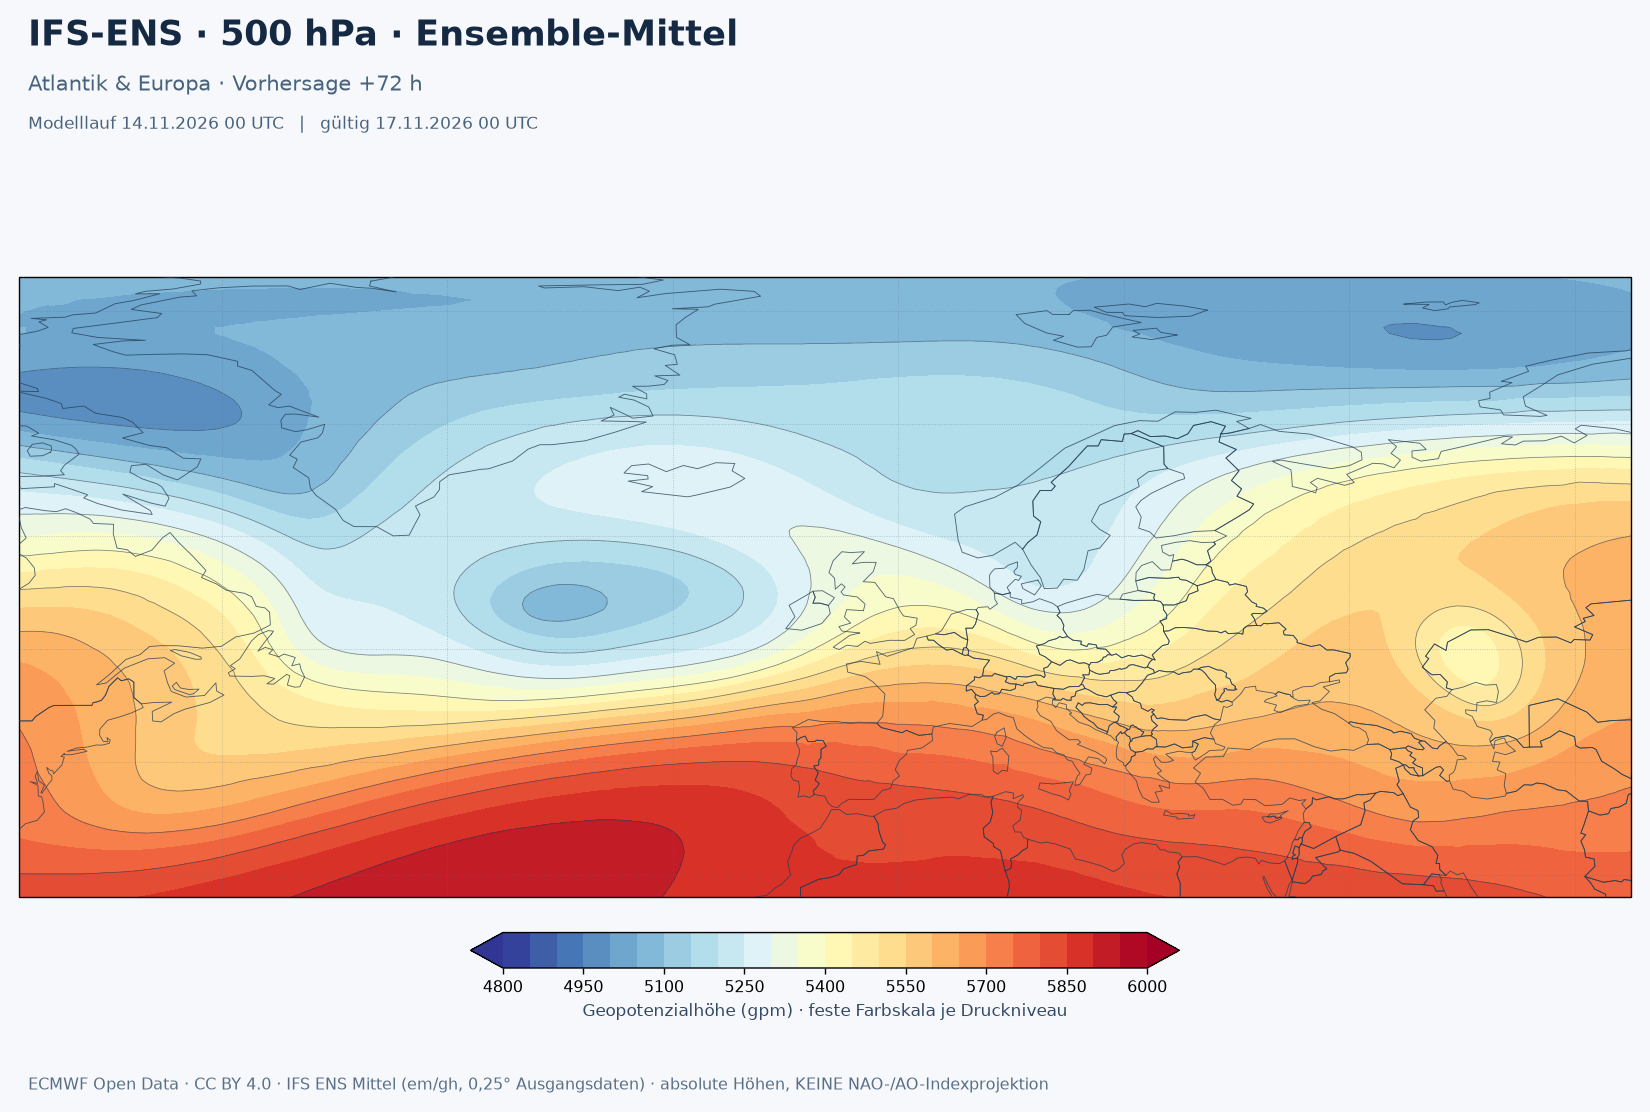 IFS-ENS · 500 hPa · Ensemble-Mittel
Atlantik & Europa · Vorhersage +72 h
Modelllauf 14.11.2026 00 UTC | gültig 17.11.2026 00 UTC
4800 4950 5100 5250 5400 5550 5700 5850 6000
Geopotenzialhöhe (gpm) · feste Farbskala je Druckniveau
ECMWF Open Data · CC BY 4.0 · IFS ENS Mittel (em/gh, 0,25° Ausgangsdaten) · absolute Höhen, KEINE NAO-/AO-Indexprojektion